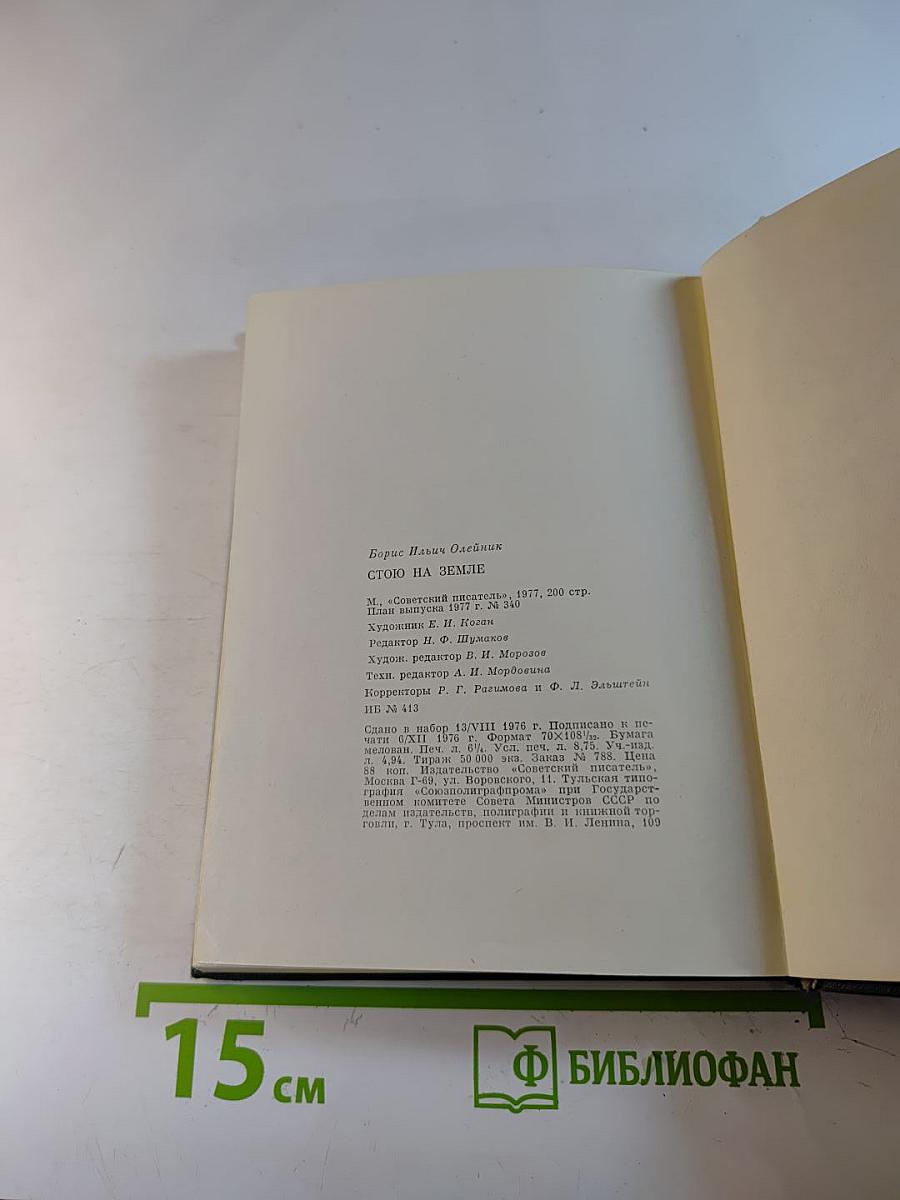 Борис Ильич Олейник
СТОЮ НА ЗЕМЛЕ
М., «Советский писатель», 1977, 200 стр.
План выпуска 1977 г. № 340
Художник Е. И. Коган
Редактор Н. Ф. Шумаков
Худож. редактор В. И. Морозов
Техн. редактор А. И. Мордовина
Корректоры Р. Г. Рагимова и Ф. Л. Эльштейн
ИБ № 413
Сдано в набор 13/VIII 1976 г. Подписано к пе-
чати 6/XII 1976 г. Формат 70×108¹/₃₂. Бумага
мелован. Печ. л. 6¹/₄. Усл. печ. л. 8,75. Уч.-изд.
л. 4,94. Тираж 50 000 экз. Заказ № 788. Цена
88 коп. Издательство «Советский писатель»,
Москва Г-69, ул. Воровского, 11. Тульская типо-
графия «Союзполиграфпрома» при Государст-
венном комитете Совета Министров СССР по
делам издательств, полиграфии и книжной тор-
говли, г. Тула, проспект им. В. И. Ленина, 109
15 см
Ф БИБЛИОФАН